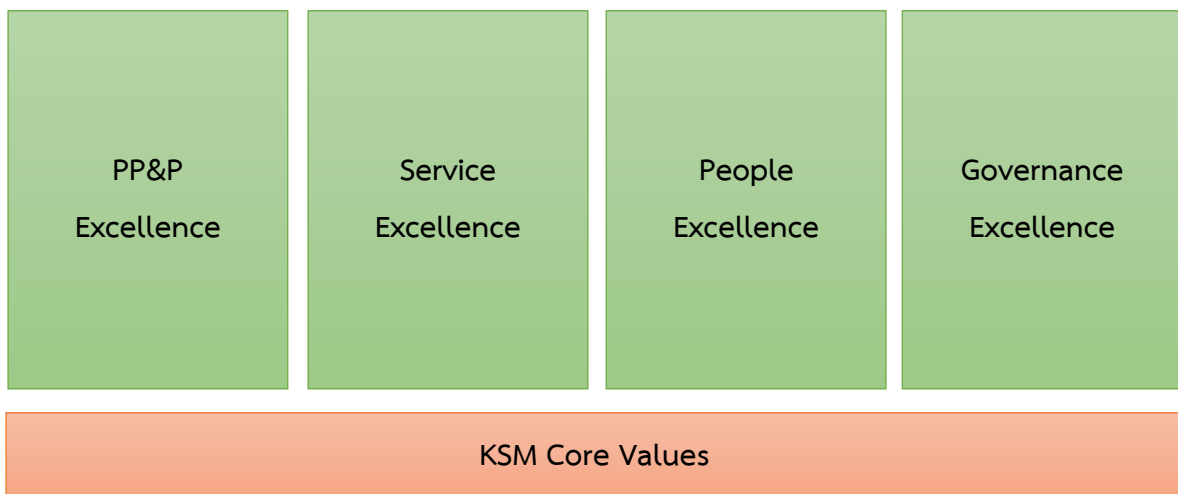 PP&P
Excellence
Service
Excellence
People
Excellence
Governance
Excellence
KSM Core Values